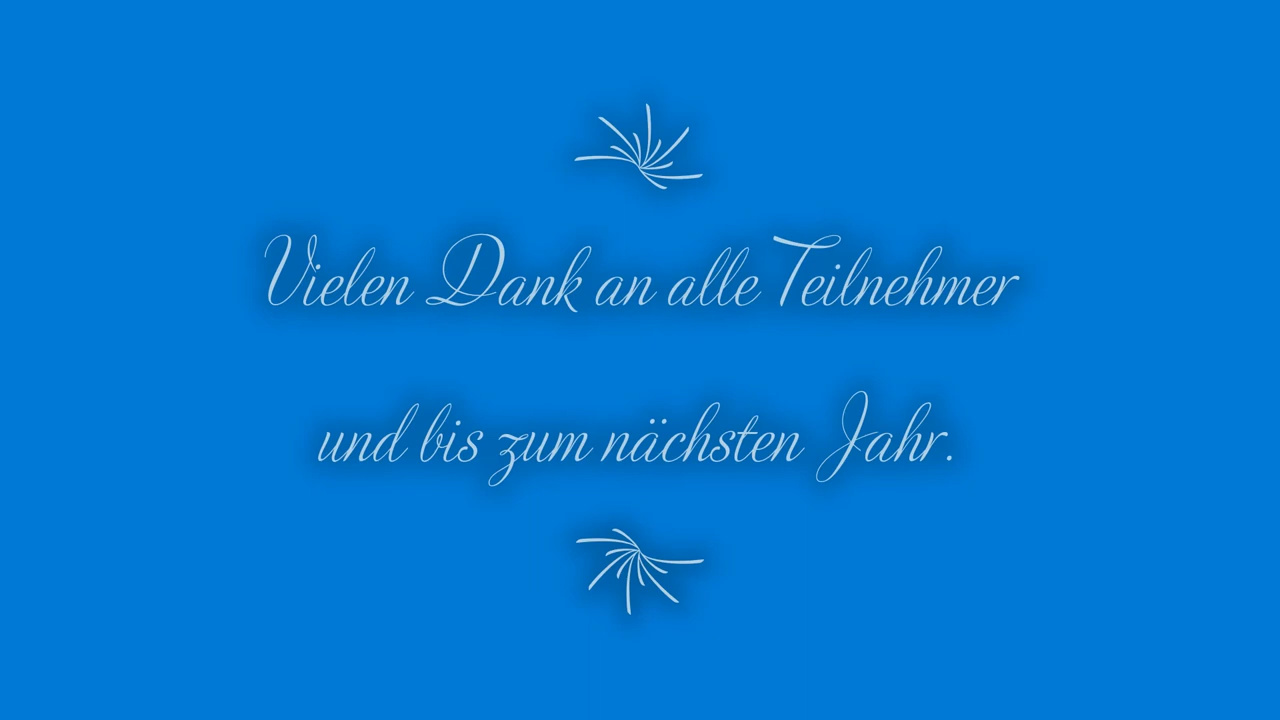 Vielen Dank an alle Teilnehmer
und bis zum nächsten Jahr.